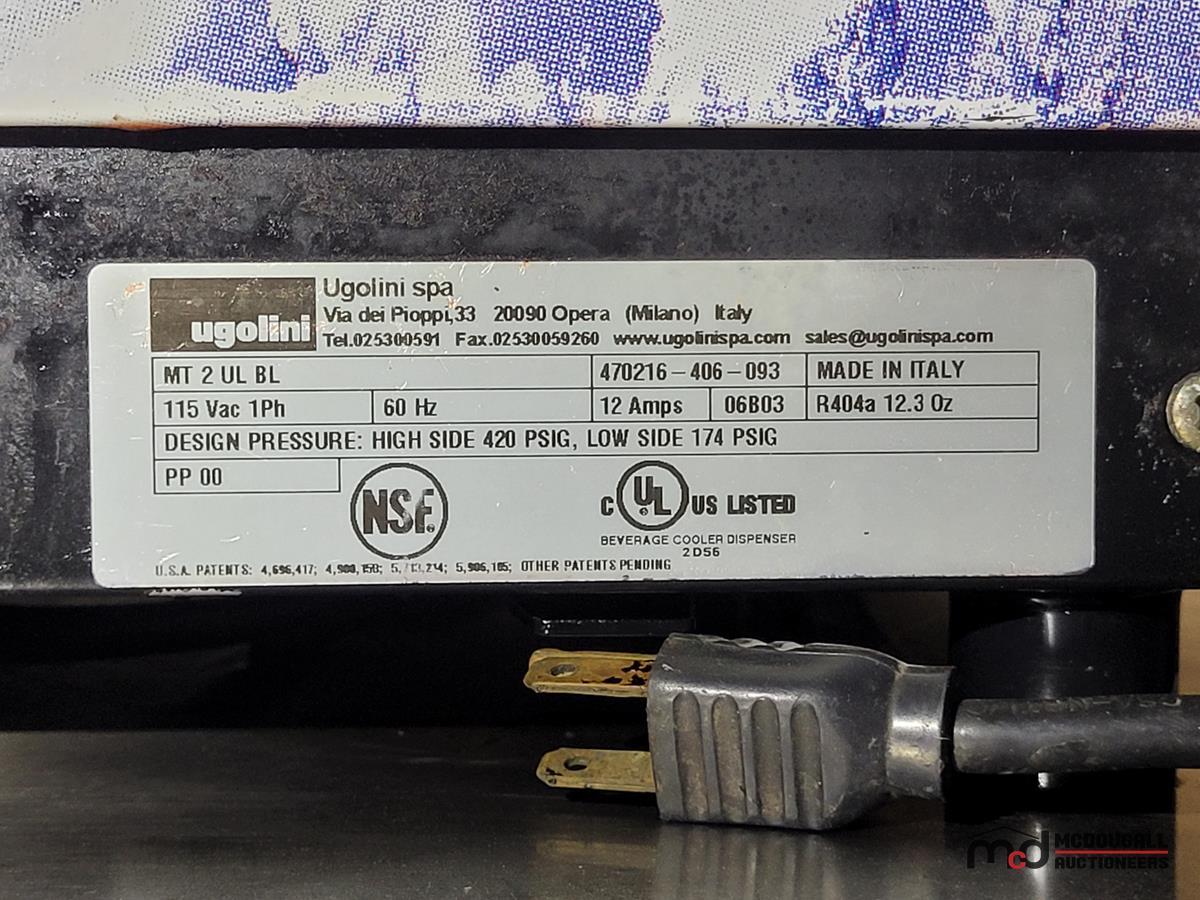 ugolini
Ugolini spa
Via dei Pioppi,33 20090 Opera (Milano) Italy
Tel.025300591 Fax.02530059260 www.ugolinispa.com sales@ugolinispa.com
MT 2 UL BL 470216-406-093 MADE IN ITALY
115 Vac 1Ph 60 Hz 12 Amps 06B03 R404a 12.3 Oz
DESIGN PRESSURE: HIGH SIDE 420 PSIG, LOW SIDE 174 PSIG
PP 00
NSF®
C UL® US LISTED
BEVERAGE COOLER DISPENSER
2D56
U.S.A. PATENTS: 4,696,417; 5,906,105; OTHER PATENTS PENDING
mcd MCDOUGALL
AUCTIONEERS